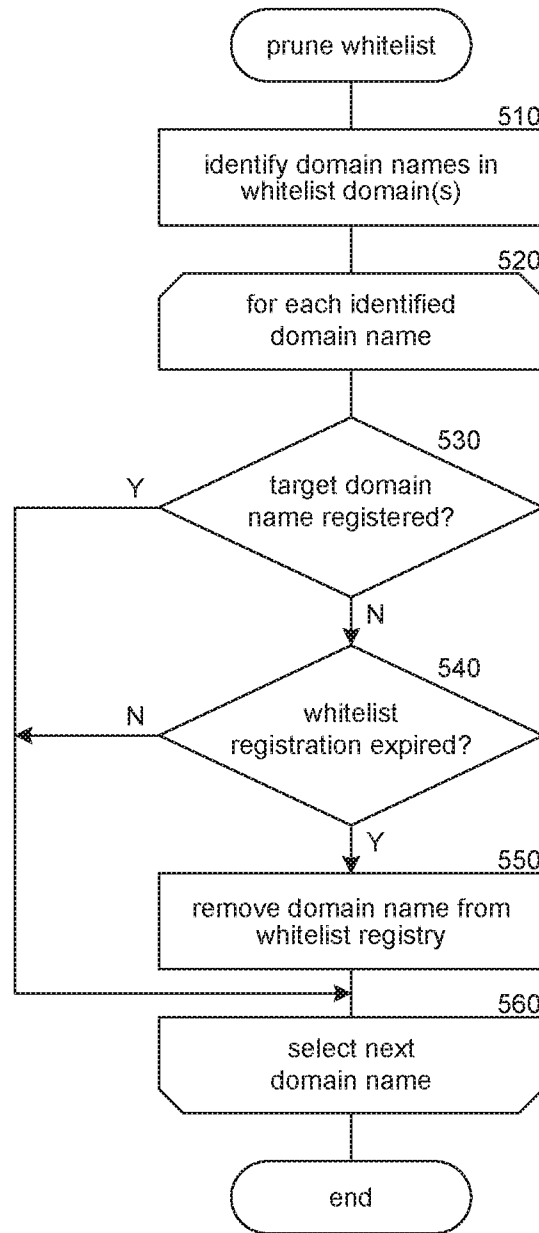 prune whitelist
510
identify domain names in
whitelist domain(s)
520
for each identified
domain name
530
Y
target domain
name registered?
N
540
N
whitelist
registration expired?
Y
550
remove domain name from
whitelist registry
560
select next
domain name
end